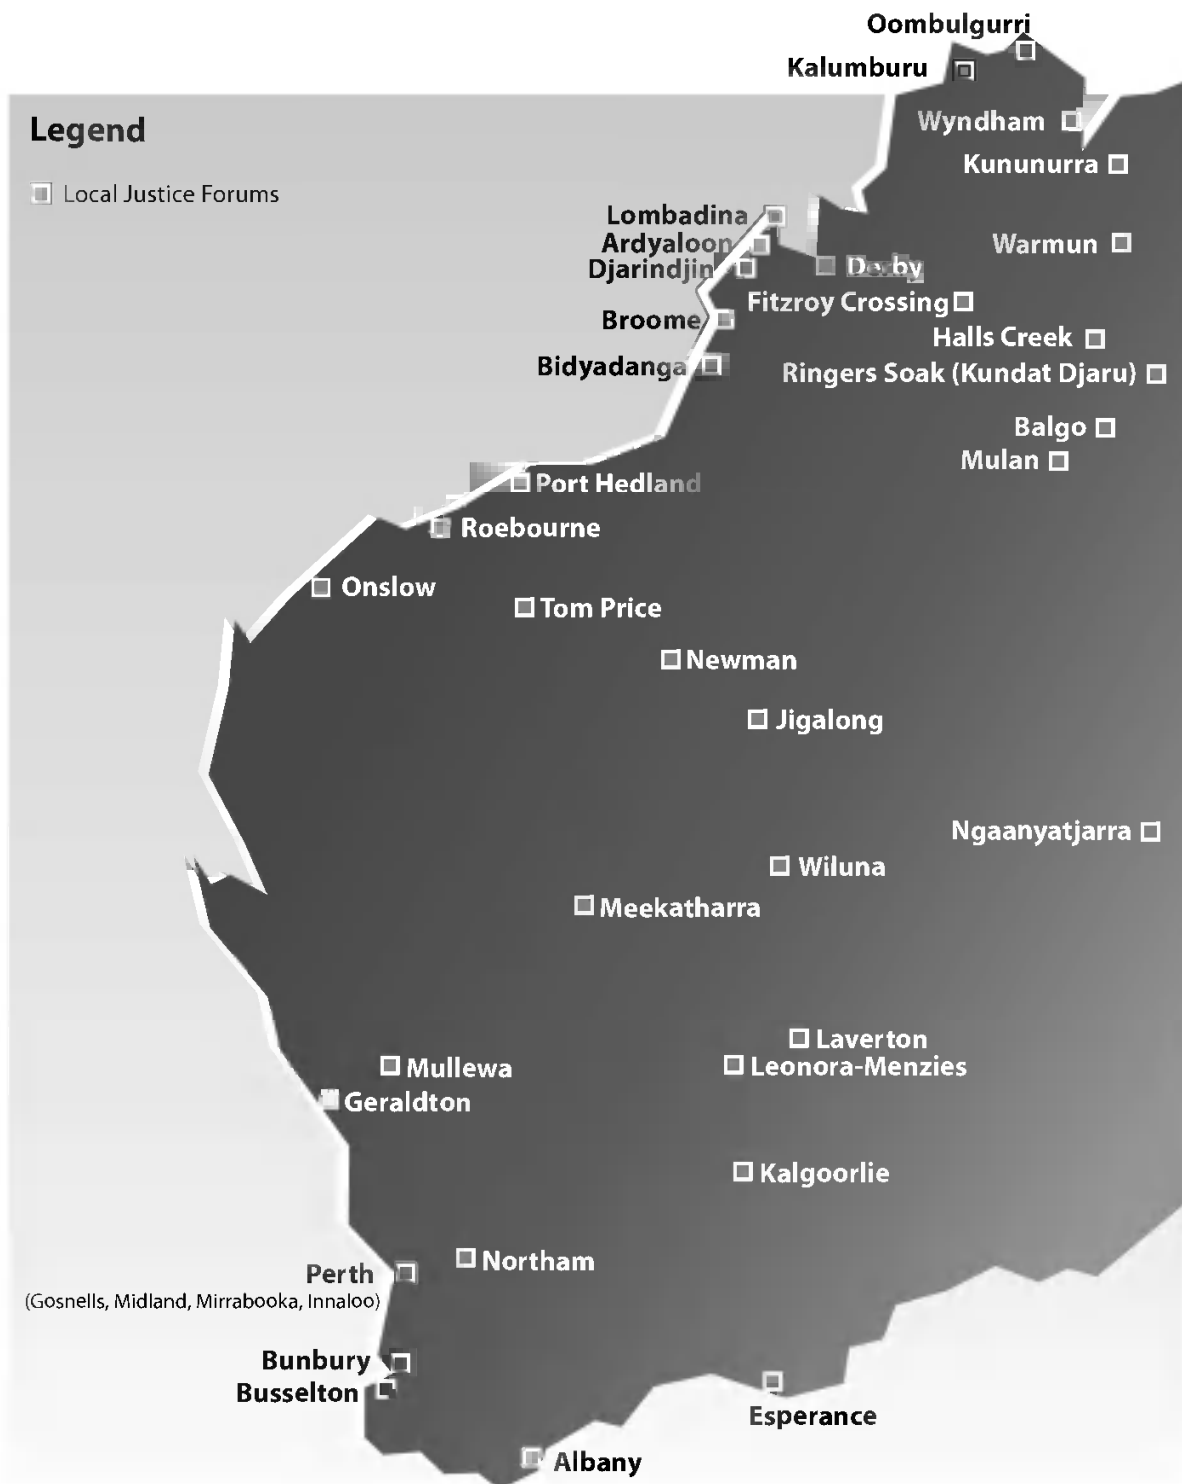 Oombulgurri
Kalumburu
Legend
Wyndham
Kununurra
Local Justice Forums
Lombadina
Ardyaloon
Warmun
Djarindjin
Derby
Fitzroy Crossing
Broome
Halls Creek
Bidyadanga
Ringers Soak (Kundat Djaru)
Balgo
Mulan
Port Hedland
Roebourne
Onslow
Tom Price
Newman
Jigalong
Ngaanyatjarra
Wiluna
Meekatharra
Laverton
Mullewa
Leonora-Menzies
Geraldton
Kalgoorlie
Northam
Perth
(Gosnells, Midland, Mirrabooka, Innaloo)
Bunbury
Busselton
Esperance
Albany